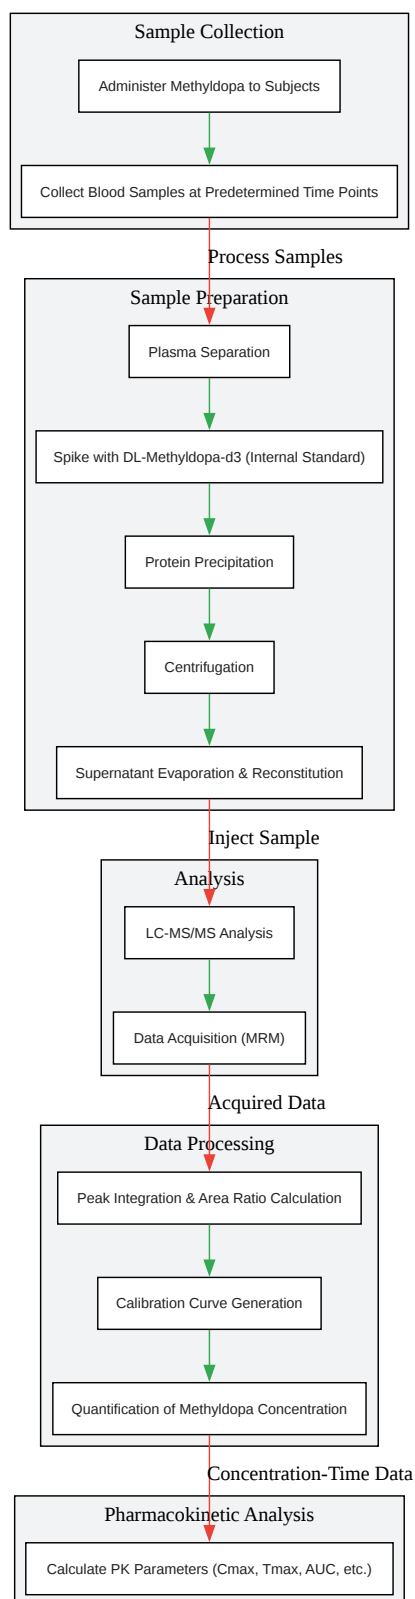 Sample Collection
Administer Methyldopa to Subjects
Collect Blood Samples at Predetermined Time Points
Process Samples
Sample Preparation
Plasma Separation
Spike with DL-Methyldopa-d3 (Internal Standard)
Protein Precipitation
Centrifugation
Supernatant Evaporation & Reconstitution
Inject Sample
Analysis
LC-MS/MS Analysis
Data Acquisition (MRM)
Acquired Data
Data Processing
Peak Integration & Area Ratio Calculation
Calibration Curve Generation
Quantification of Methyldopa Concentration
Concentration-Time Data
Pharmacokinetic Analysis
Calculate PK Parameters (Cmax, Tmax, AUC, etc.)